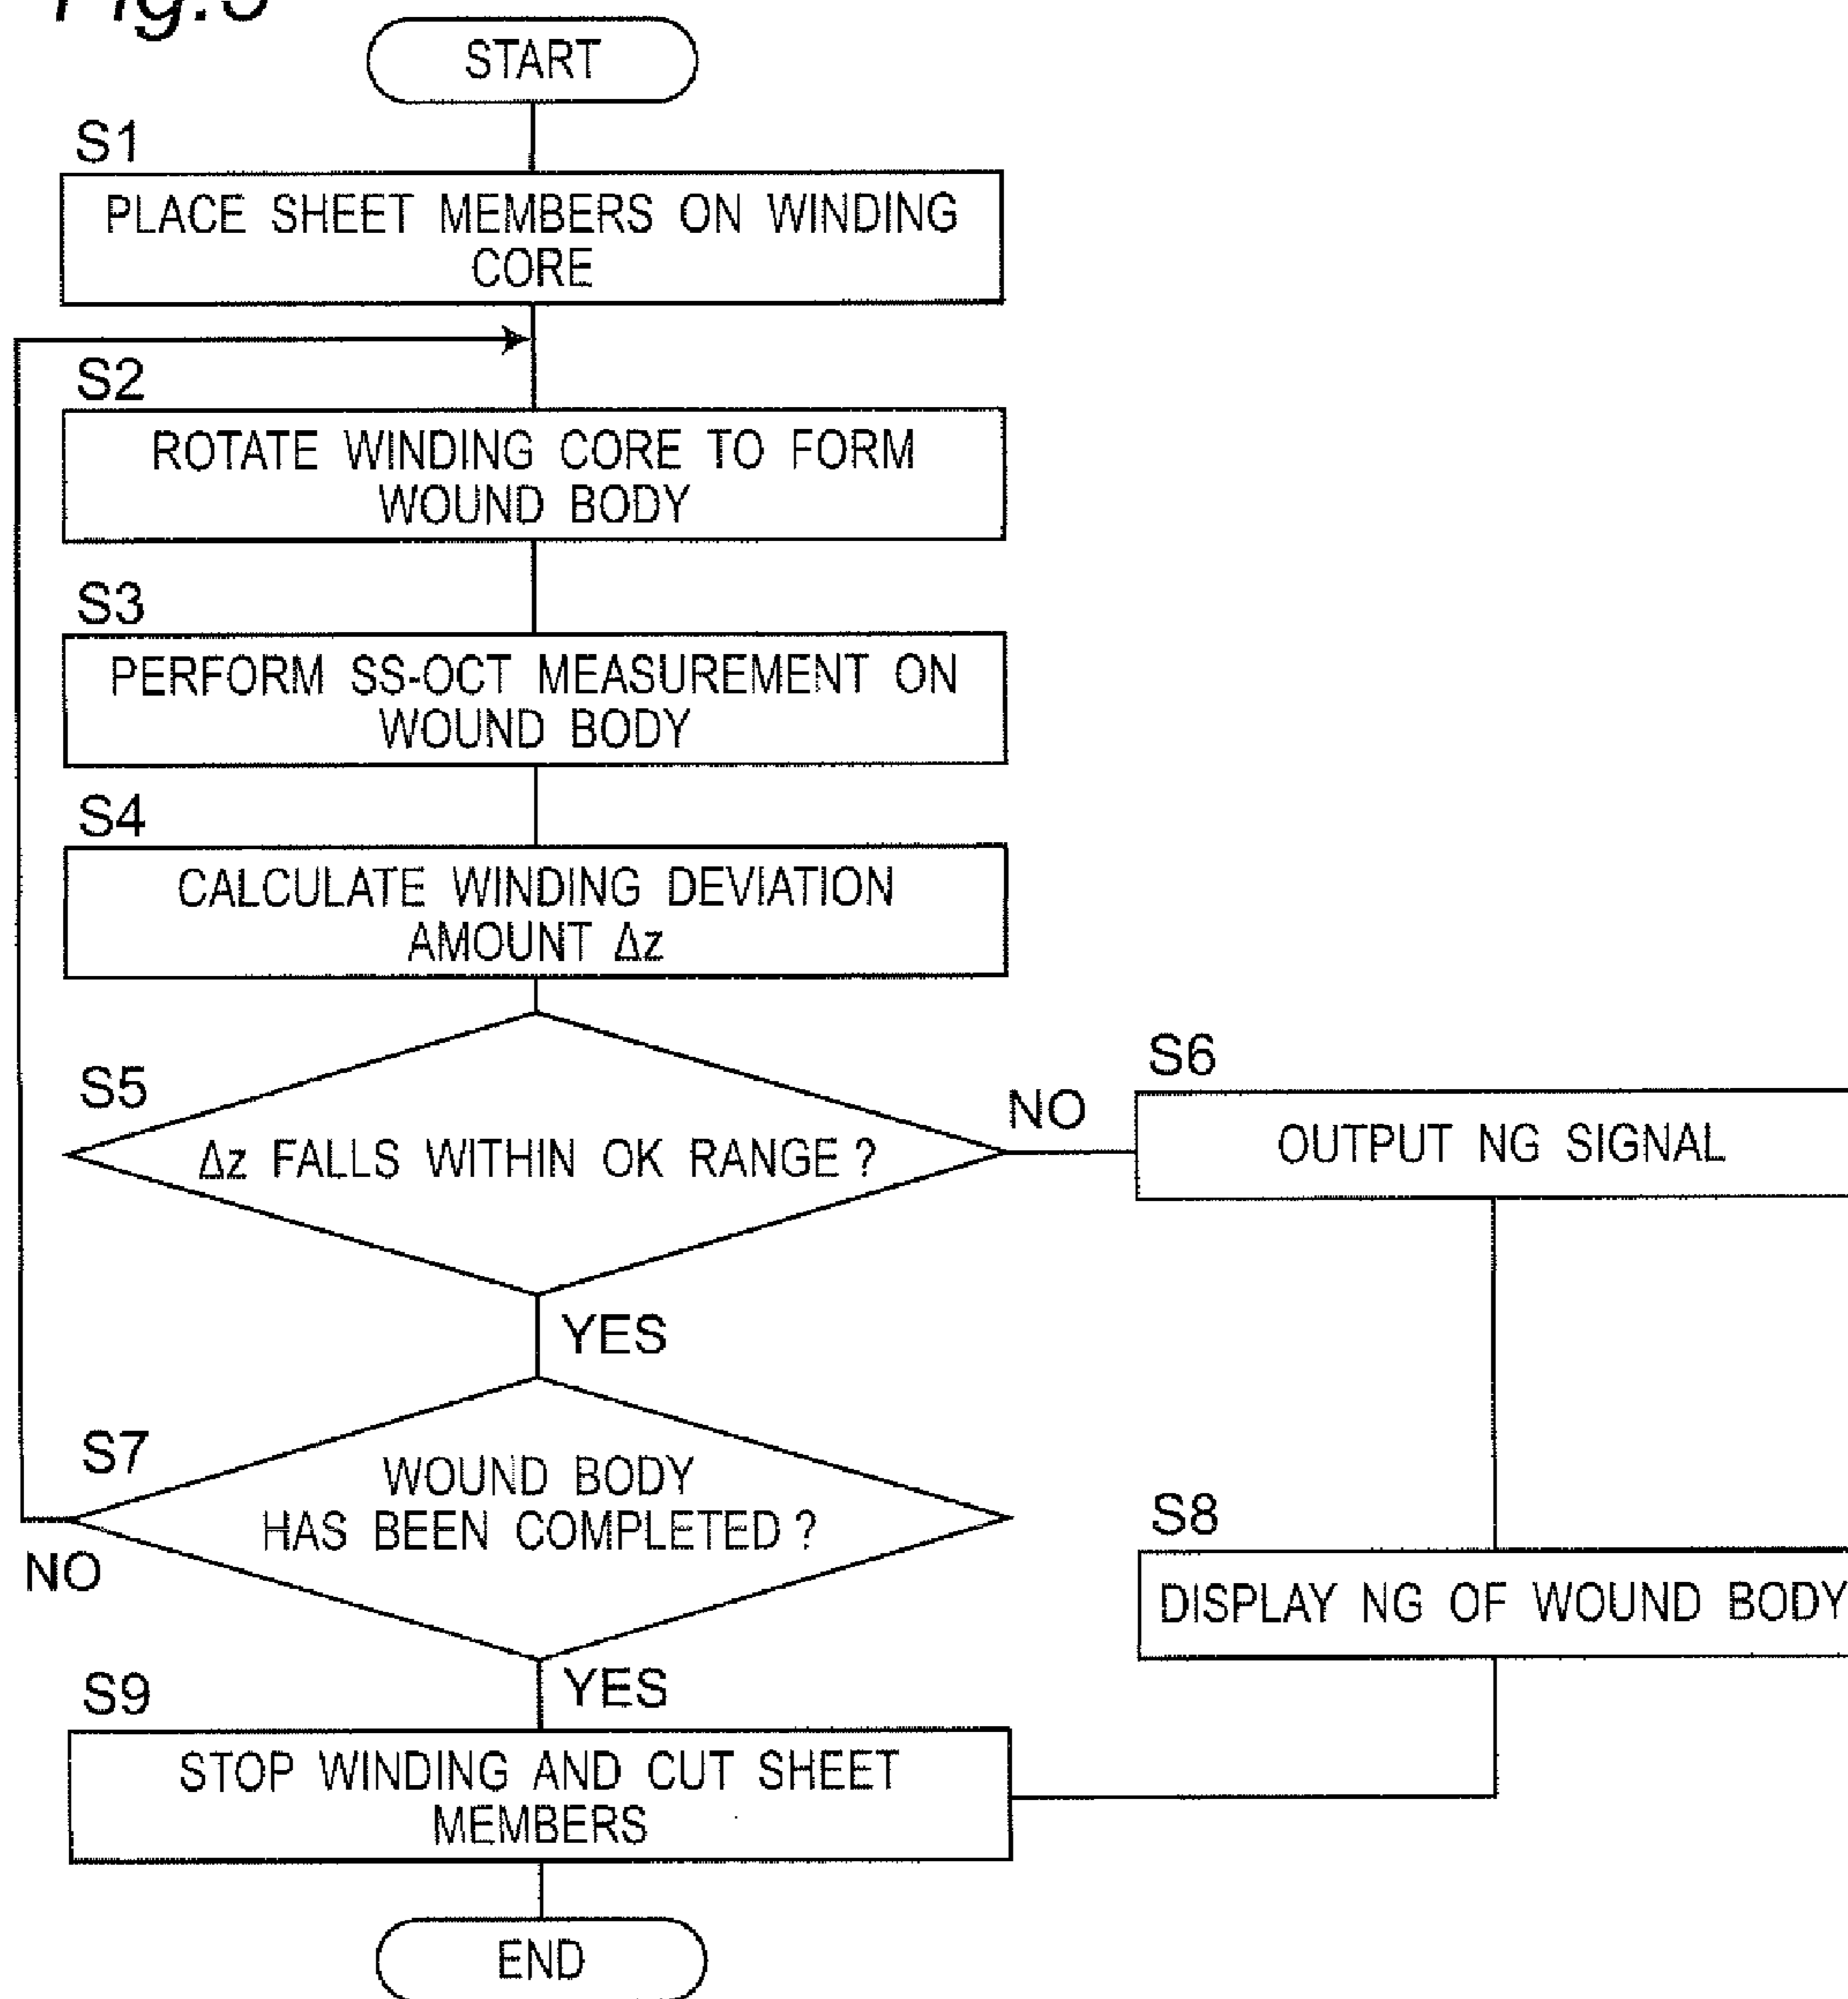 START
S1
PLACE SHEET MEMBERS ON WINDING
CORE
S2
ROTATE WINDING CORE TO FORM
WOUND BODY
S3
PERFORM SS-OCT MEASUREMENT ON
WOUND BODY
S4
CALCULATE WINDING DEVIATION
AMOUNT Δz
S5
Δz FALLS WITHIN OK RANGE ?
NO
S6
OUTPUT NG SIGNAL
YES
S7
WOUND BODY
HAS BEEN COMPLETED ?
NO
S8
DISPLAY NG OF WOUND BODY
YES
S9
STOP WINDING AND CUT SHEET
MEMBERS
END